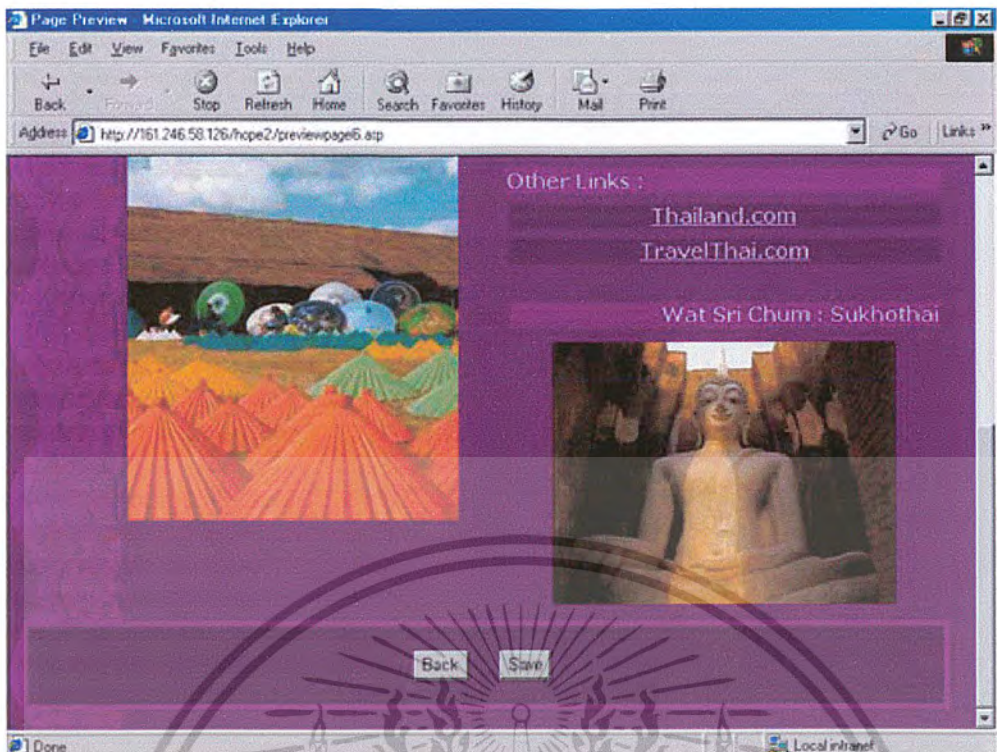 Page Preview - Microsoft Internet Explorer
File Edit View Favorites Tools Help
Back Forward Stop Refresh Home Search Favorites History Mail Print
Address http://161.246.58.126/hope2/previewpage6.asp Go Links »
Other Links :
Thailand.com
TravelThai.com
Wat Sri Chum : Sukhothai
Back Save
Done Local intranet